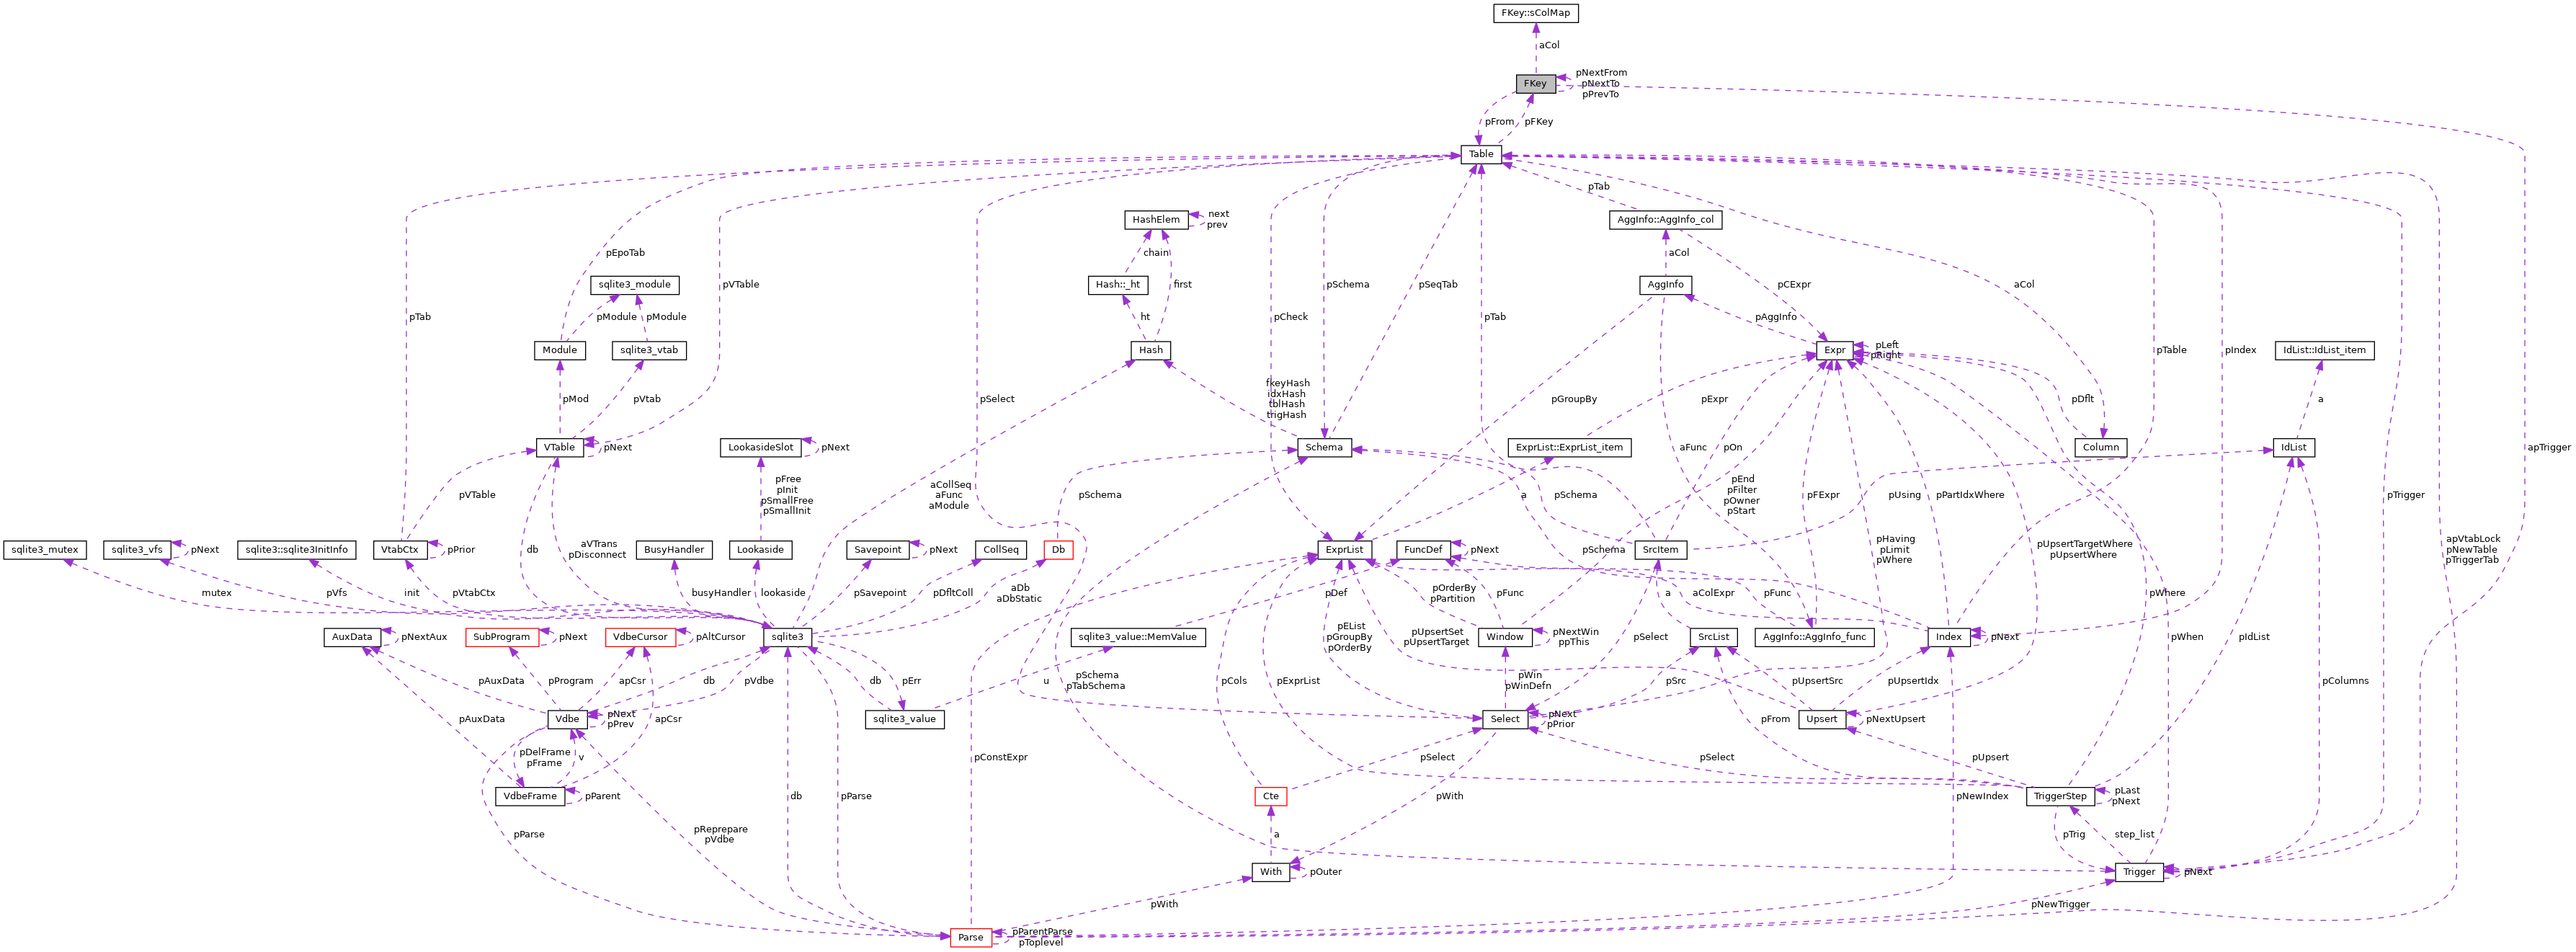 FKey::sColMap
aCol
FKey
pNextFrom
pNextTo
pPrevTo
pFrom
pFKey
Table
pTab
HashElem
next
prev
AggInfo::AggInfo_col
pEpoTab
chain
aCol
sqlite3_module
pVTable
Hash::_ht
first
pSchema
pSeqTab
AggInfo
pCExpr
aCol
pTab
pModule
pModule
ht
pCheck
pTab
pAggInfo
Module
sqlite3_vtab
Hash
Expr
pLeft
pRight
pTable
pIndex
IdList::IdList_item
pMod
pVtab
pSelect
fkeyHash
idxHash
tblHash
trigHash
pGroupBy
pExpr
pDflt
a
VTable
pNext
LookasideSlot
pNext
Schema
ExprList::ExprList_item
aFunc
pOn
Column
IdList
apTrigger
pVTable
pFree
pInit
pSmallFree
pSmallInit
aCollSeq
aFunc
aModule
pSchema
a
pSchema
pEnd
pFilter
pOwner
pStart
pFExpr
pUsing
pPartIdxWhere
pTrigger
sqlite3_mutex
sqlite3_vfs
pNext
sqlite3::sqlite3InitInfo
VtabCtx
pPrior
db
aVTrans
pDisconnect
BusyHandler
Lookaside
Savepoint
pNext
CollSeq
Db
ExprList
FuncDef
pNext
pSchema
SrcItem
pHaving
pLimit
pWhere
pUpsertTargetWhere
pUpsertWhere
apVtabLock
pNewTable
pTriggerTab
mutex
pVfs
init
pVtabCtx
busyHandler
lookaside
pSavepoint
pDfltColl
aDb
aDbStatic
pDef
pOrderBy
pPartition
pFunc
a
aColExpr
pFunc
pWhere
AuxData
pNextAux
SubProgram
pNext
VdbeCursor
pAltCursor
sqlite3
sqlite3_value::MemValue
pEList
pGroupBy
pOrderBy
pUpsertSet
pUpsertTarget
Window
pNextWin
ppThis
pSelect
SrcList
AggInfo::AggInfo_func
Index
pNext
pWhen
pIdList
pAuxData
pProgram
apCsr
db
pVdbe
db
pErr
u
pSchema
pTabSchema
pCols
pExprList
pWin
pWinDefn
pSrc
pUpsertSrc
pUpsertIdx
pColumns
pAuxData
Vdbe
pNext
pPrev
apCsr
sqlite3_value
Select
pNext
pPrior
pFrom
Upsert
pNextUpsert
pDelFrame
pFrame
v
pConstExpr
pSelect
pSelect
pUpsert
VdbeFrame
pParent
db
pParse
Cte
pWith
pNewIndex
TriggerStep
pLast
pNext
pParse
pReprepare
pVdbe
a
pTrig
step_list
With
pOuter
Trigger
pNext
pWith
pNewTrigger
Parse
pParentParse
pToplevel